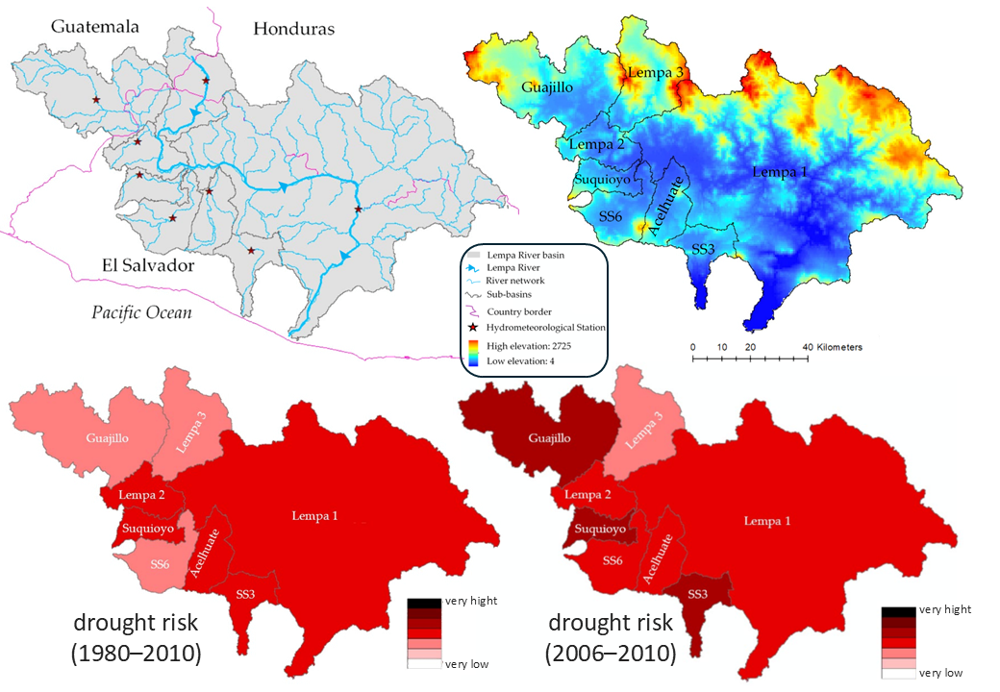 Guatemala
Honduras
El Salvador
Pacific Ocean
Guajillo
Lempa 3
Lempa 2
Lempa 1
Suquioyo
SS6
Acelhuate
SS3
Lempa River basin
Lempa River
River network
Sub-basins
Country border
Hydrometeorological Station
High elevation: 2725
Low elevation: 4
0 10 20 40 Kilometers
Guajillo
Lempa 3
Lempa 2
Lempa 1
Suquioyo
SS6
Acelhuate
SS3
drought risk
(1980–2010)
very hight
very low
Guajillo
Lempa 3
Lempa 2
Lempa 1
Suquioyo
SS6
Acelhuate
SS3
drought risk
(2006–2010)
very hight
very low